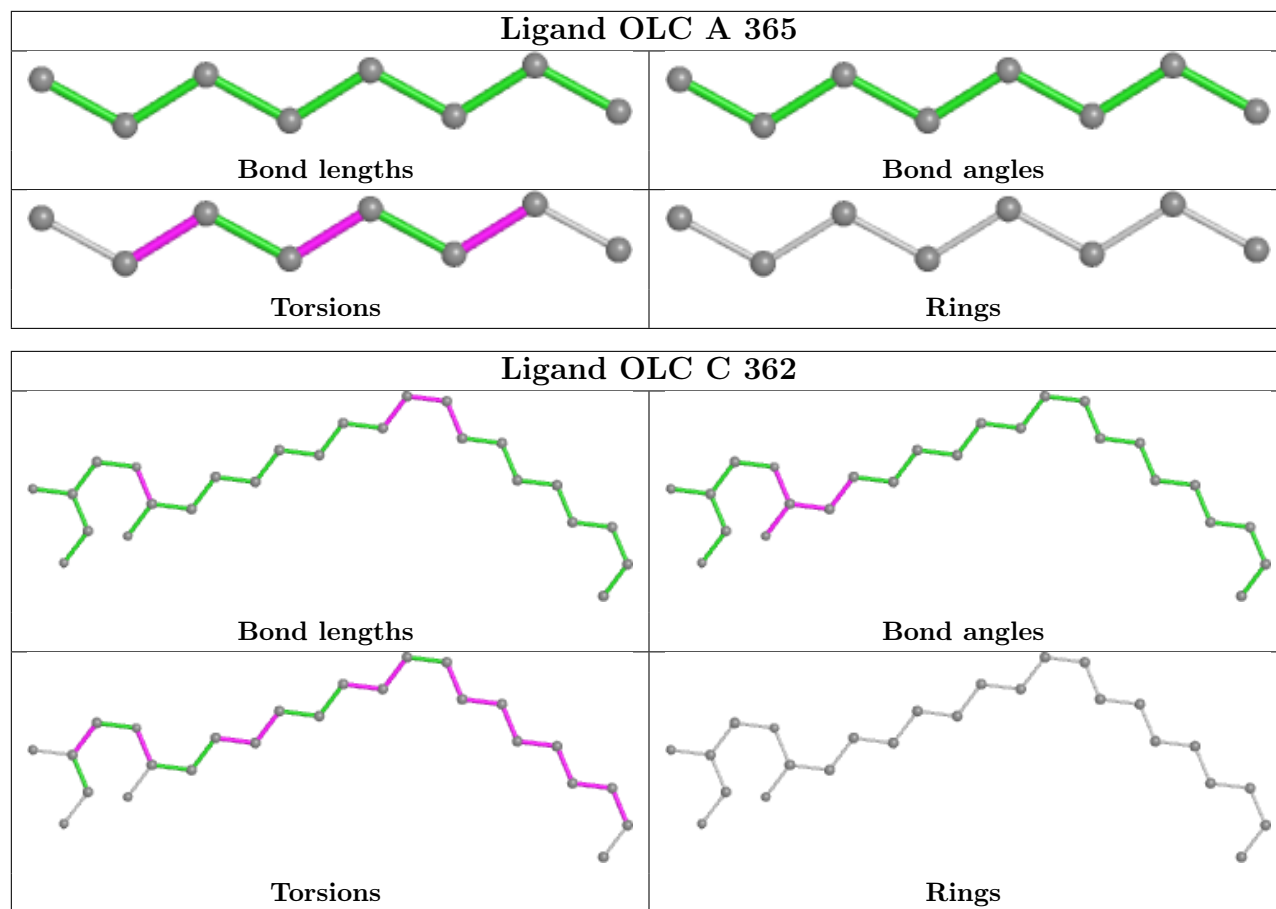 Ligand OLC A 365
Bond lengths
Bond angles
Torsions
Rings
Ligand OLC C 362
Bond lengths
Bond angles
Torsions
Rings